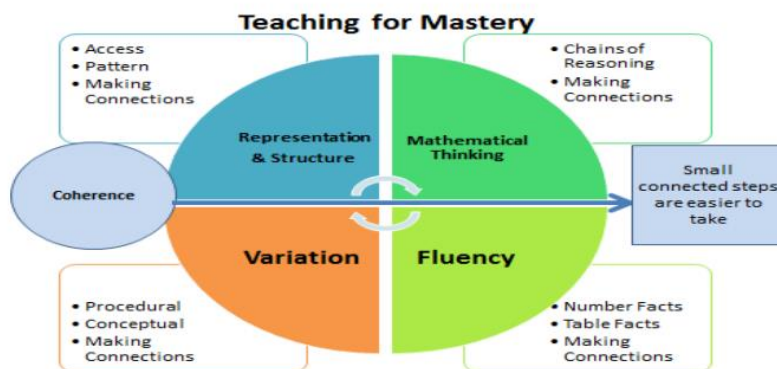 Teaching for Mastery
• Access
• Pattern
• Making
Connections
• Chains of
Reasoning
• Making
Connections
Representation
& Structure
Mathematical
Thinking
Coherence
Small
connected steps
are easier to
take
Variation
Fluency
• Procedural
• Conceptual
• Making
Connections
• Number Facts
• Table Facts
• Making
Connections